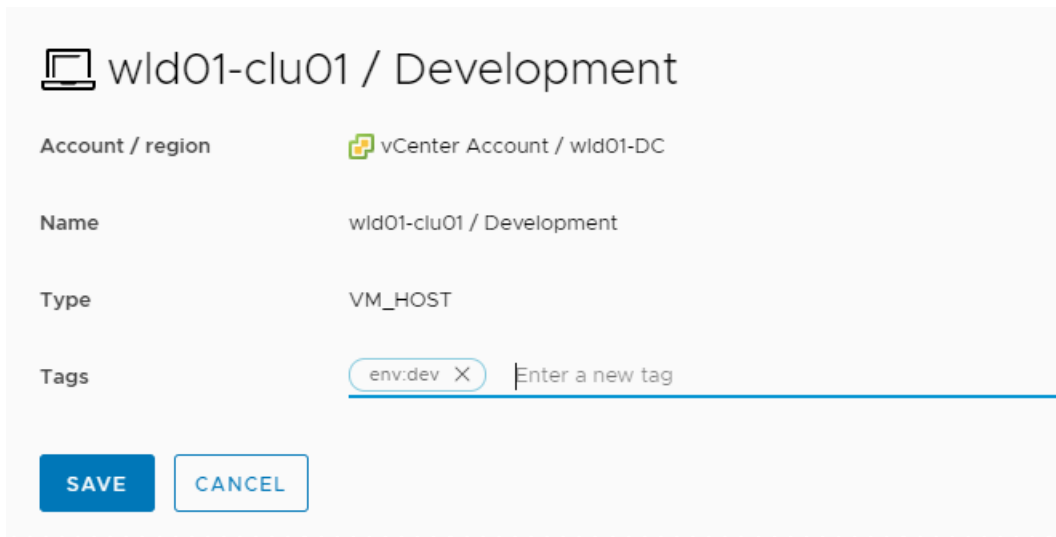 wld01-clu01 / Development
Account / region vCenter Account / wld01-DC
Name wld01-clu01 / Development
Type VM_HOST
Tags env:dev Enter a new tag
SAVE CANCEL